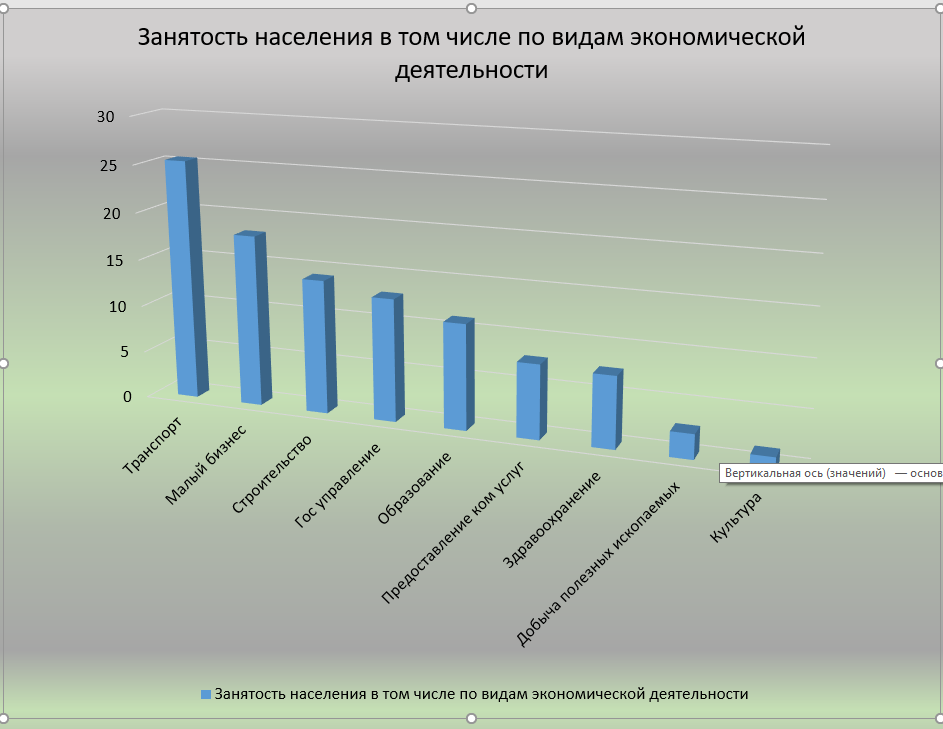 Занятость населения в том числе по видам экономической
деятельности
30
25
20
15
10
5
0
Транспорт
Малый бизнес
Строительство
Гос управление
Образование
Предоставление ком услуг
Здравоохранение
Добыча полезных ископаемых
Культура
Вертикальная ось (значений) — основ
Занятость населения в том числе по видам экономической деятельности